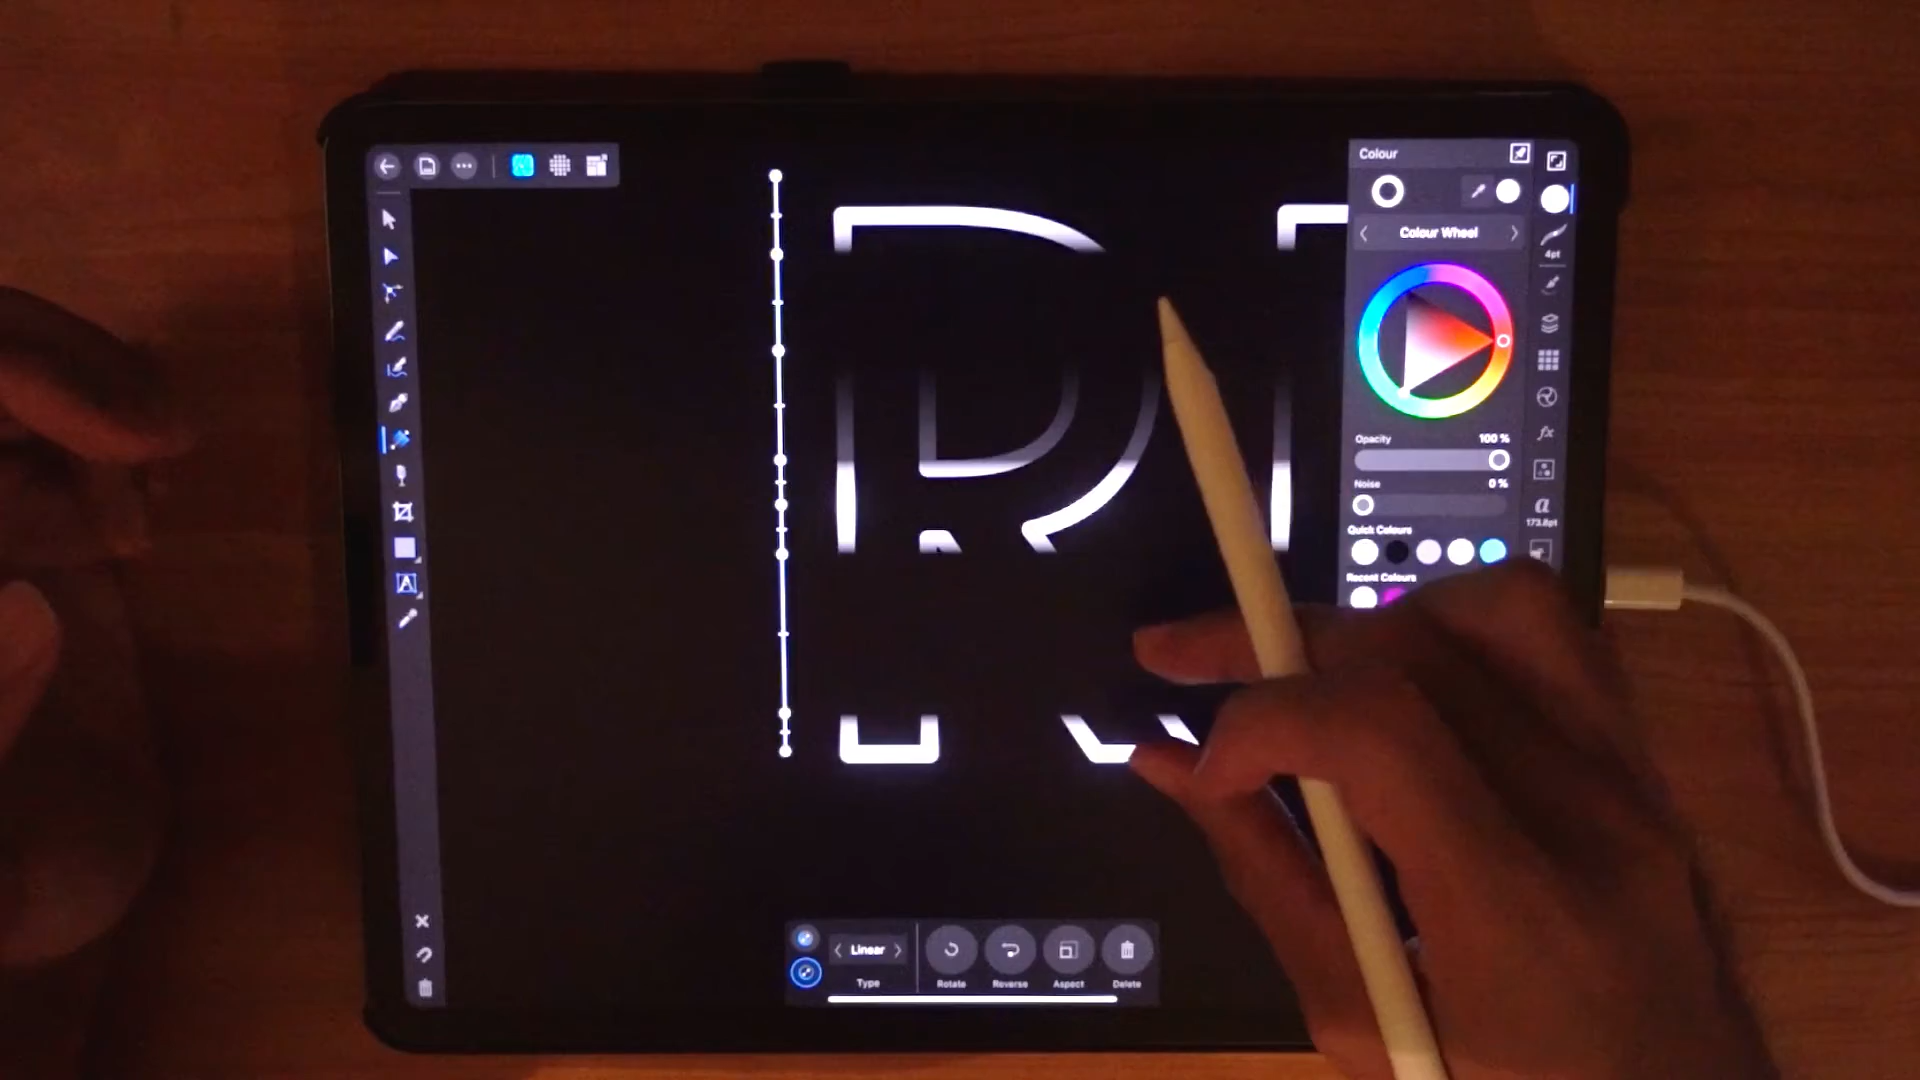 Colour
Colour Wheel
4pt
Opacity 100 %
Noise 0 %
Quick Colours
a
173.8pt
Recent Colours
fx
A
R
Linear
Type
Rotate
Reverse
Aspect
Delete